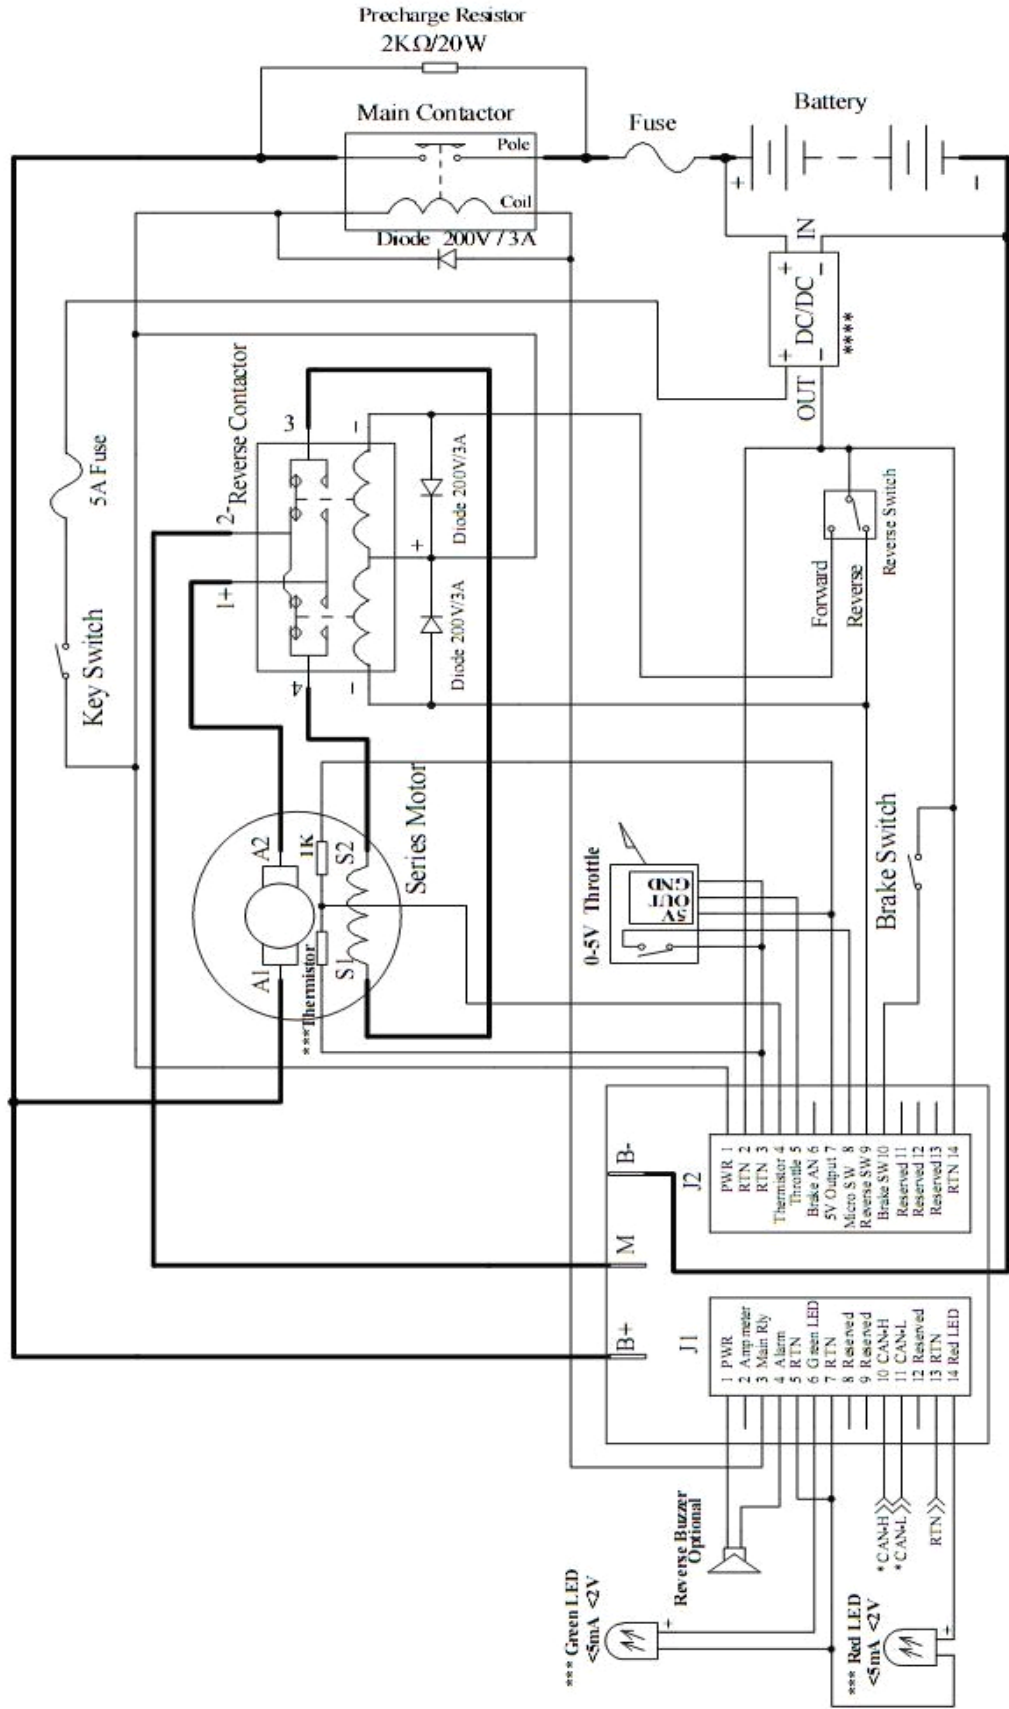 Precharge Resistor
2KΩ/20W
Main Contactor
Pole
Coil
Diode 200V / 3A
Fuse
Battery
+
-
IN
+ -
DC/DC
+ -
OUT
****
5A Fuse
Key Switch
Reverse Contactor
3
2-
1+
4
-
+
-
Diode 200V/3A
Diode 200V/3A
Forward
Reverse
Reverse Switch
Series Motor
A2
A1
1K
S2
S1
***Thermistor
0-5V Throttle
GND
OUT
5V
Brake Switch
B-
M
B+
J2
PWR 1
RTN 2
RTN 3
Thermistor 4
Throttle 5
Brake AN 6
5V Output 7
Micro SW 8
Reverse SW 9
Brake SW 10
Reserved 11
Reserved 12
Reserved 13
RTN 14
J1
1 PWR
2 Ampmeter
3 Main Rly
4 Alarm
5 RTN
6 Green LED
7 RTN
8 Reserved
9 Reserved
10 CAN-H
11 CAN-L
12 Reserved
13 RTN
14 Red LED
Reverse Buzzer
Optional
*CAN-H
*CAN-L
RTN
*** Green LED
<5mA <2V
+
*** Red LED
<5mA <2V
+